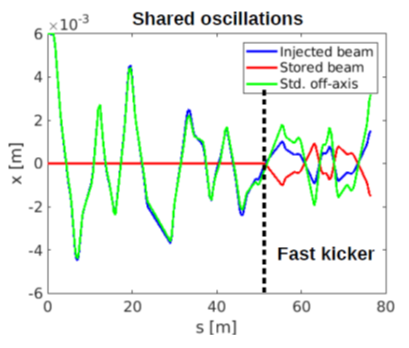 Shared oscillations
×10⁻³
6
4
2
0
-2
-4
-6
x [m]
Injected beam
Stored beam
Std. off-axis
Fast kicker
0 20 40 60 80
s [m]